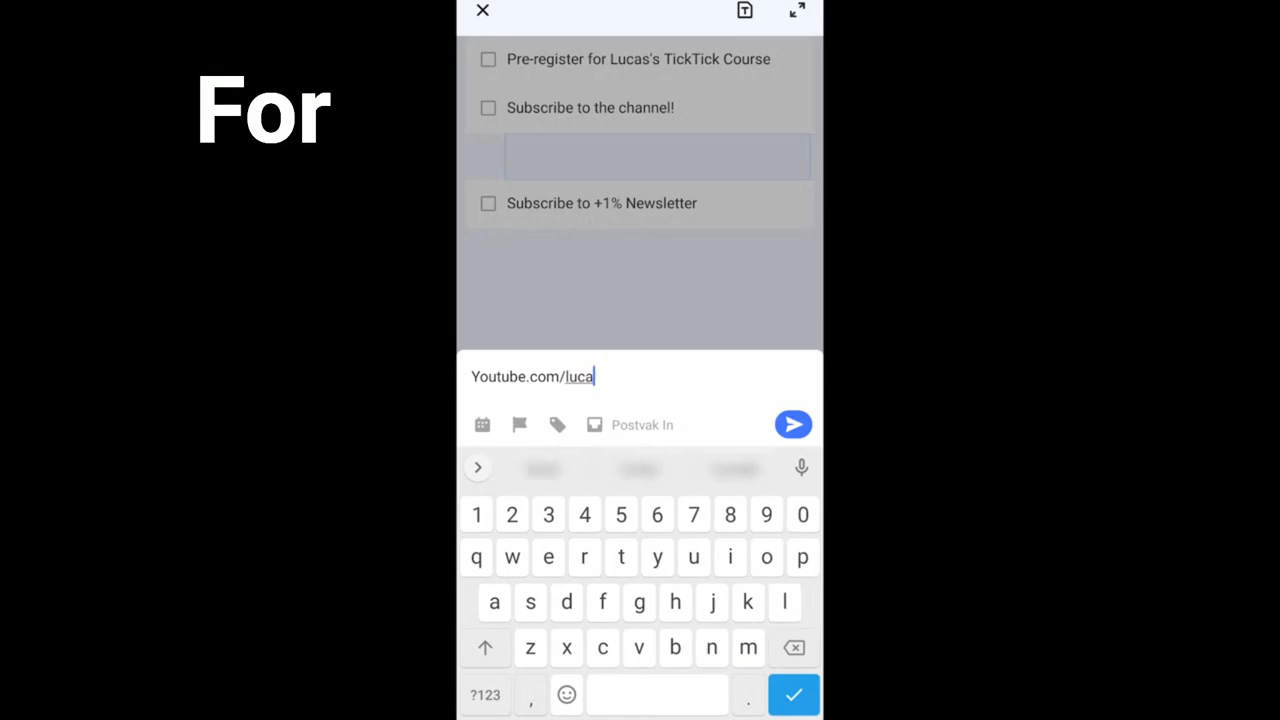 For
Pre-register for Lucas's TickTick Course
Subscribe to the channel!
Subscribe to +1% Newsletter
Youtube.com/luca
Postvak In
1 2 3 4 5 6 7 8 9 0
q w e r t y u i o p
a s d f g h j k l
z x c v b n m
?123 , .